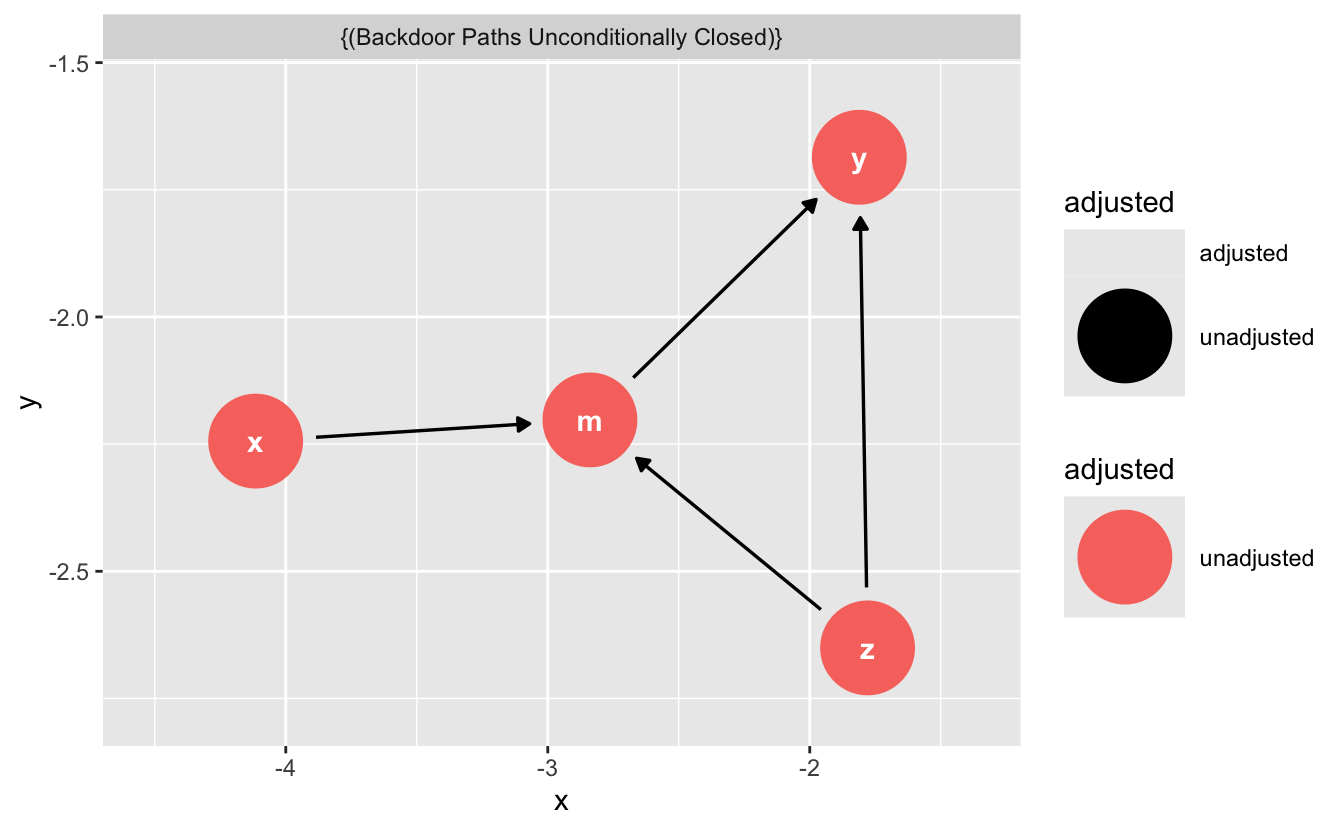 {(Backdoor Paths Unconditionally Closed)}
-1.5
-2.0
-2.5
y
y
m
x
z
-4
-3
-2
x
adjusted
adjusted
unadjusted
adjusted
unadjusted